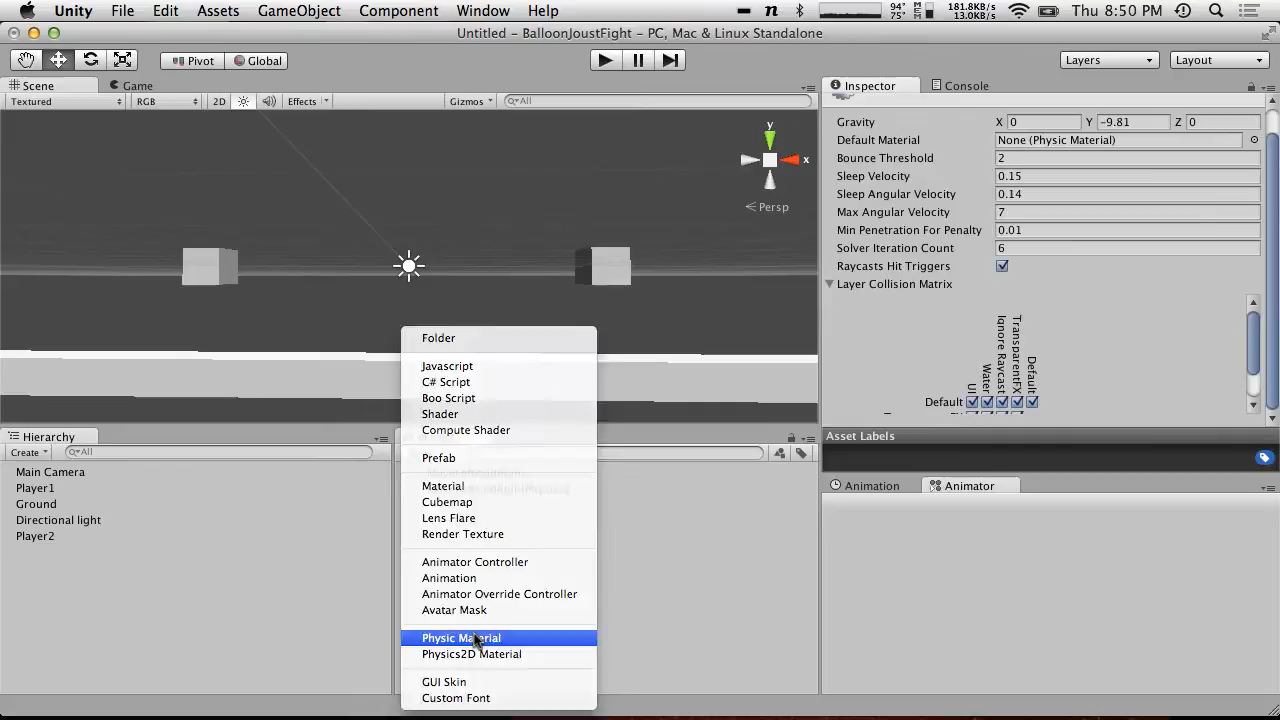 Unity File Edit Assets GameObject Component Window Help
94° 75° MEM 181.8KB/s 13.0KB/s Thu 8:50 PM
Untitled - BalloonJoustFight - PC, Mac & Linux Standalone
Pivot Global Layers Layout
Scene Game
Textured RGB 2D Effects Gizmos All
y
x
Persp
Inspector Console
Gravity X 0 Y -9.81 Z 0
Default Material None (Physic Material)
Bounce Threshold 2
Sleep Velocity 0.15
Sleep Angular Velocity 0.14
Max Angular Velocity 7
Min Penetration For Penalty 0.01
Solver Iteration Count 6
Raycasts Hit Triggers
Layer Collision Matrix
UI
Water
Ignore Raycast
TransparentFX
Default
Default
Asset Labels
Animation Animator
Hierarchy
Create All
Main Camera
Player1
Ground
Directional light
Player2
Folder
Javascript
C# Script
Boo Script
Shader
Compute Shader
Prefab
Material
Cubemap
Lens Flare
Render Texture
Animator Controller
Animation
Animator Override Controller
Avatar Mask
Physic Material
Physics2D Material
GUI Skin
Custom Font